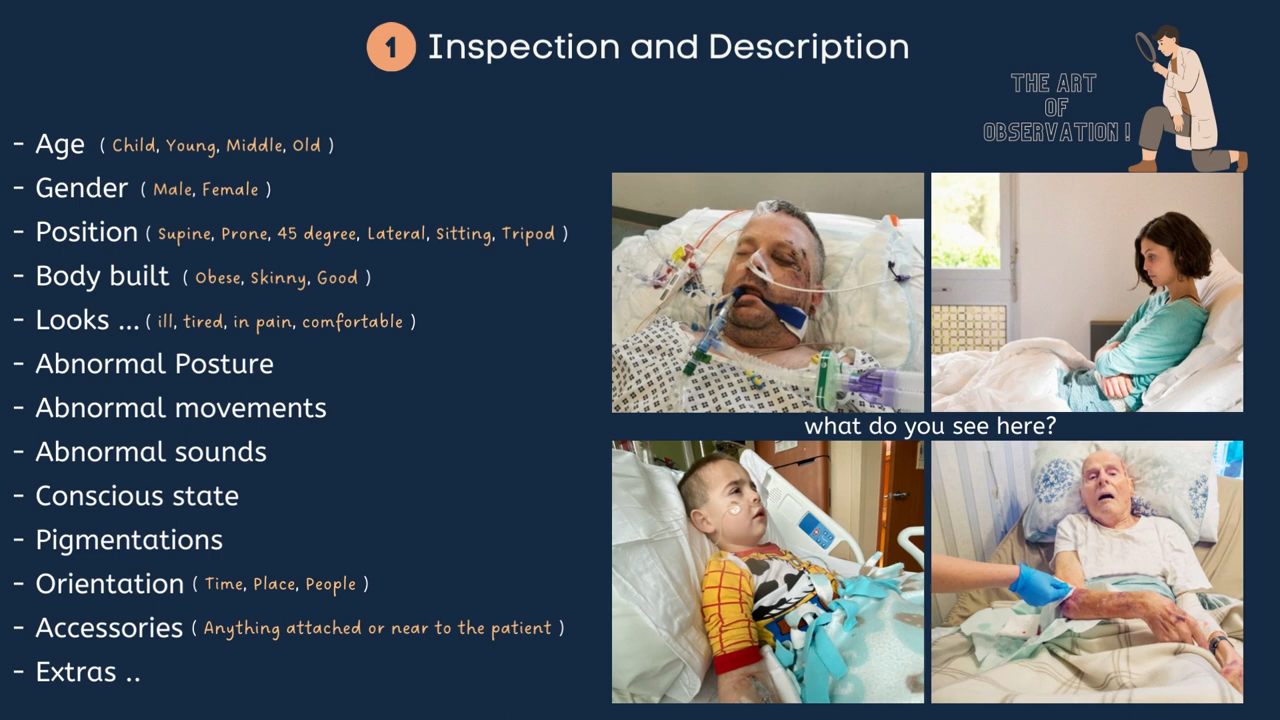 1 Inspection and Description
THE ART
OF
OBSERVATION !
- Age ( Child, Young, Middle, Old )
- Gender ( Male, Female )
- Position ( Supine, Prone, 45 degree, Lateral, Sitting, Tripod )
- Body built ( Obese, Skinny, Good )
- Looks ... ( ill, tired, in pain, comfortable )
- Abnormal Posture
- Abnormal movements
- Abnormal sounds
- Conscious state
- Pigmentations
- Orientation ( Time, Place, People )
- Accessories ( Anything attached or near to the patient )
- Extras ..
what do you see here?